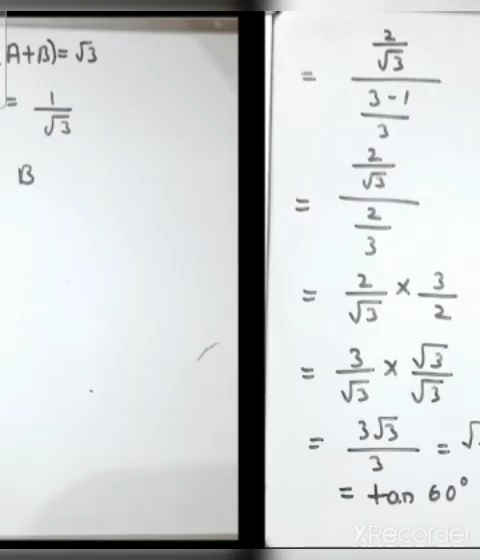 A+B) = √3
= 1/√3
B
= (2/√3)/((3-1)/3)
= (2/√3)/(2/3)
= 2/√3 × 3/2
= 3/√3 × √3/√3
= 3√3/3 =
= tan 60°
XRecorder